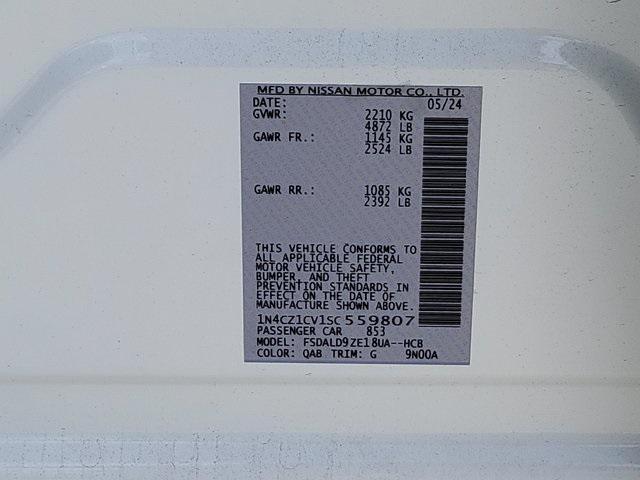 MFD BY NISSAN MOTOR CO., LTD.
DATE: 05/24
GVWR: 2210 KG
4872 LB
GAWR FR.: 1145 KG
2524 LB
GAWR RR.: 1085 KG
2392 LB
THIS VEHICLE CONFORMS TO
ALL APPLICABLE FEDERAL
MOTOR VEHICLE SAFETY,
BUMPER, AND THEFT
PREVENTION STANDARDS IN
EFFECT ON THE DATE OF
MANUFACTURE SHOWN ABOVE.
1N4CZ1CV1SC559807
PASSENGER CAR 853
MODEL: FSDALD9ZE18UA--HCB
COLOR: QAB TRIM: G 9N00A